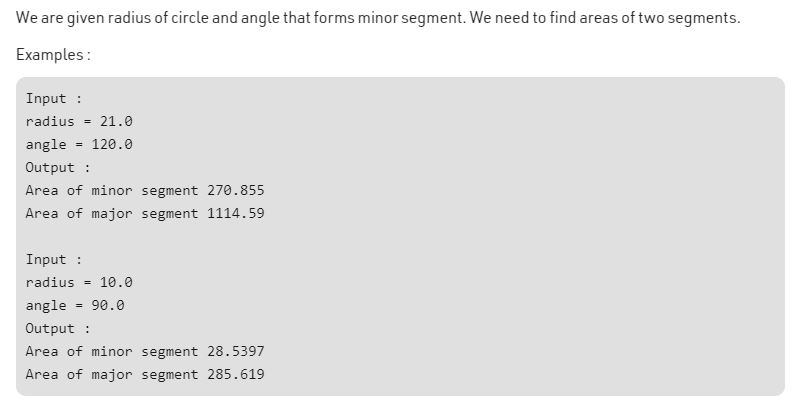 We are given radius of circle and angle that forms minor segment. We need to find areas of two segments.
Examples :
Input :
radius = 21.0
angle = 120.0
Output :
Area of minor segment 270.855
Area of major segment 1114.59
Input :
radius = 10.0
angle = 90.0
Output :
Area of minor segment 28.5397
Area of major segment 285.619